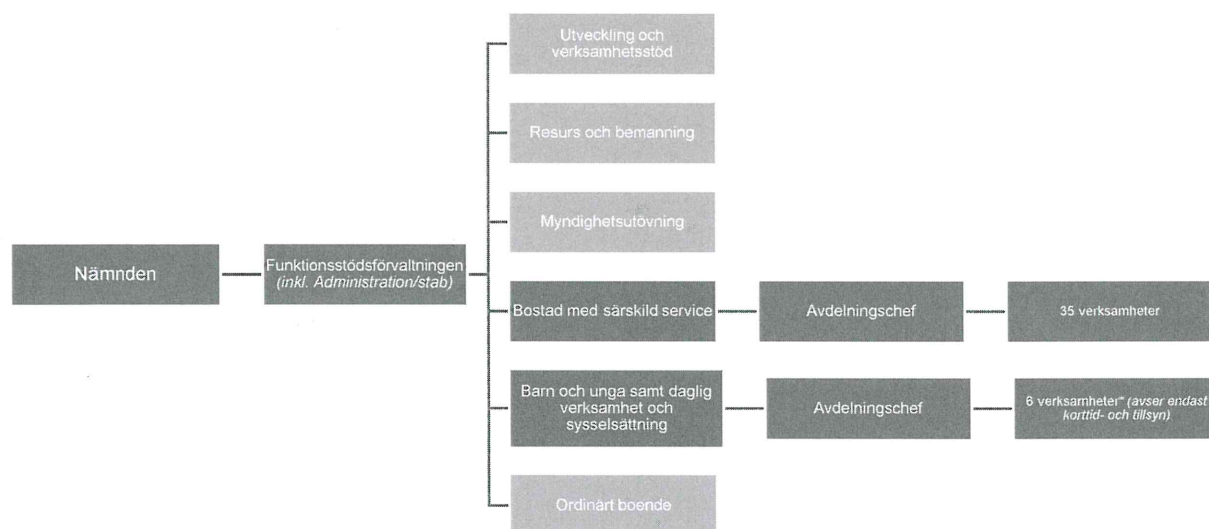 Nämnden
Funktionsstödsförvaltningen
(inkl. Administration/stab)
Utveckling och
verksamhetsstöd
Resurs och bemanning
Myndighetsutövning
Bostad med särskild service
Avdelningschef
35 verksamheter
Barn och unga samt daglig
verksamhet och
sysselsättning
Avdelningschef
6 verksamheter* (avser endast
korttid- och tillsyn)
Ordinärt boende